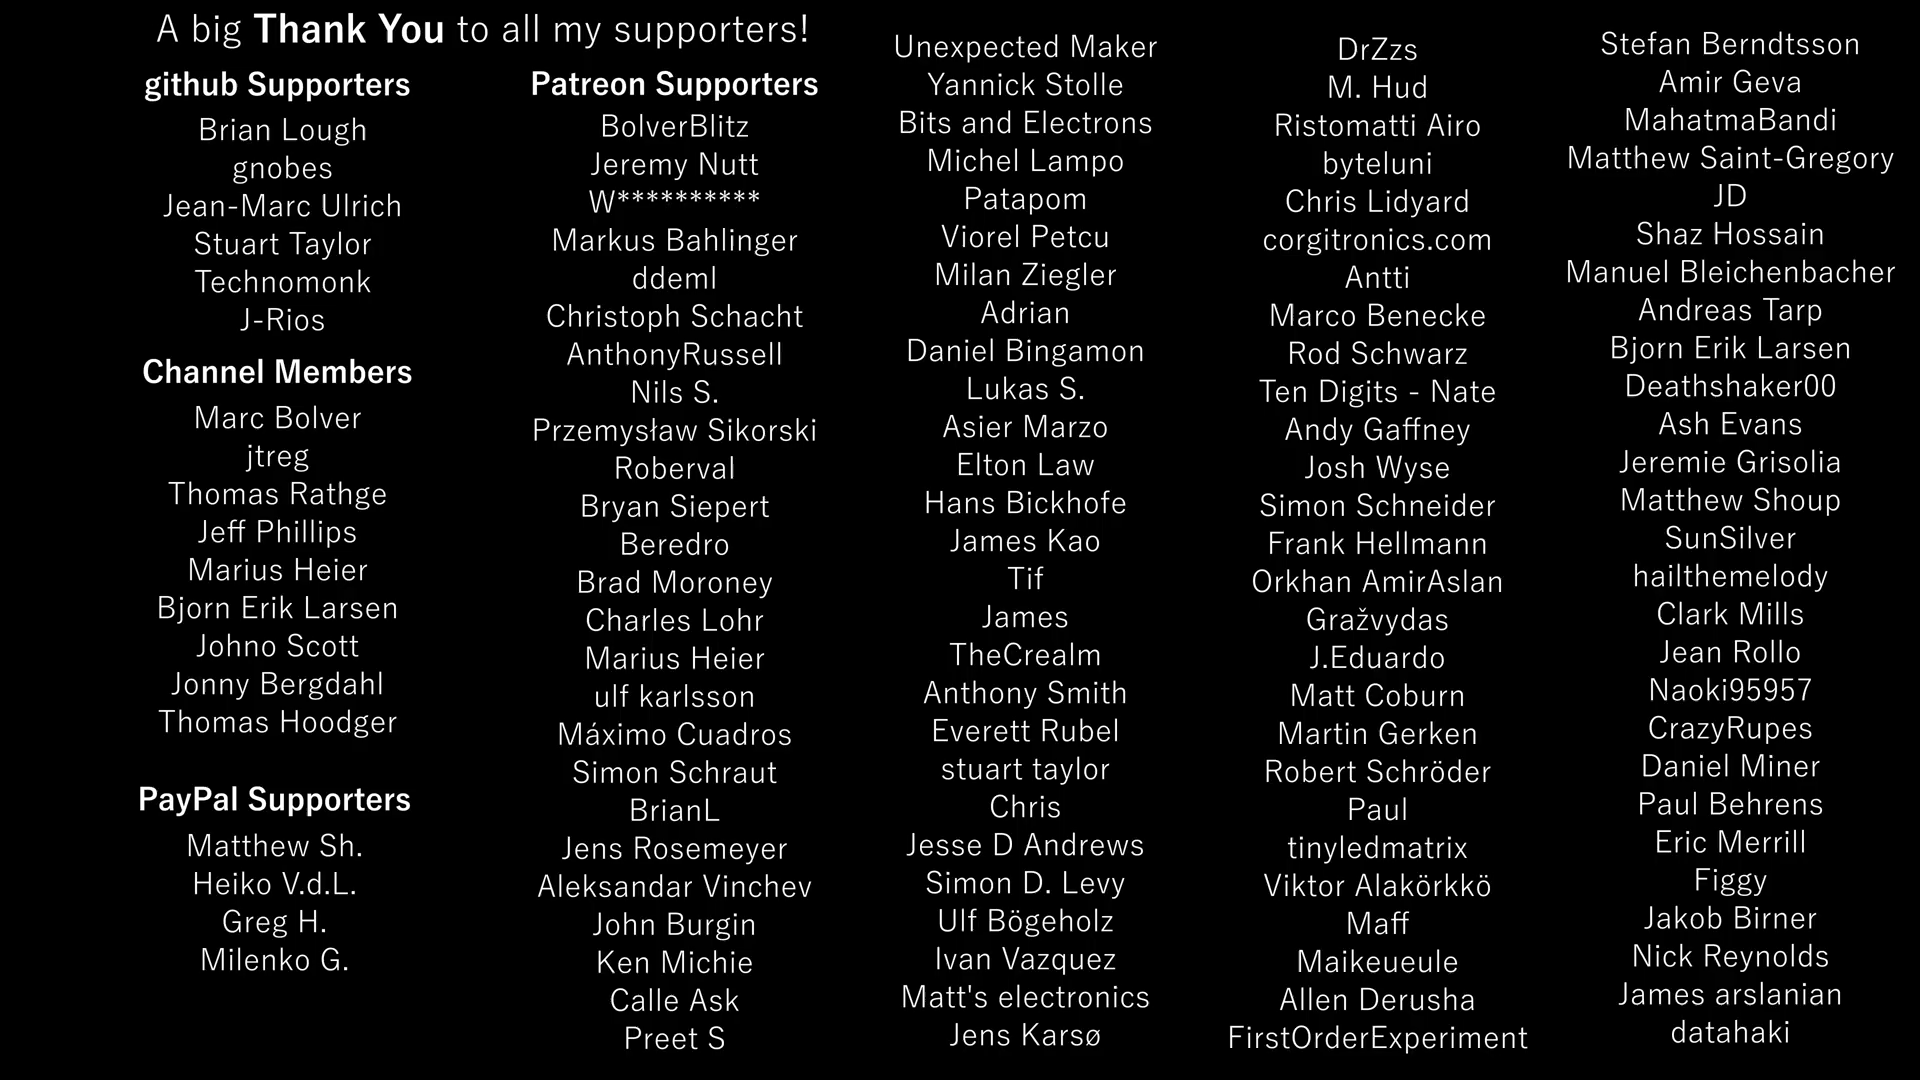 A big Thank You to all my supporters!
github Supporters
Brian Lough
gnobes
Jean-Marc Ulrich
Stuart Taylor
Technomonk
J-Rios
Channel Members
Marc Bolver
jtreg
Thomas Rathge
Jeff Phillips
Marius Heier
Bjorn Erik Larsen
Johno Scott
Jonny Bergdahl
Thomas Hoodger
PayPal Supporters
Matthew Sh.
Heiko V.d.L.
Greg H.
Milenko G.
Patreon Supporters
BolverBlitz
Jeremy Nutt
W**********
Markus Bahlinger
ddeml
Christoph Schacht
AnthonyRussell
Nils S.
Przemysław Sikorski
Roberval
Bryan Siepert
Beredro
Brad Moroney
Charles Lohr
Marius Heier
ulf karlsson
Máximo Cuadros
Simon Schraut
BrianL
Jens Rosemeyer
Aleksandar Vinchev
John Burgin
Ken Michie
Calle Ask
Preet S
Unexpected Maker
Yannick Stolle
Bits and Electrons
Michel Lampo
Patapom
Viorel Petcu
Milan Ziegler
Adrian
Daniel Bingamon
Lukas S.
Asier Marzo
Elton Law
Hans Bickhofe
James Kao
Tif
James
TheCrealm
Anthony Smith
Everett Rubel
stuart taylor
Chris
Jesse D Andrews
Simon D. Levy
Ulf Bögeholz
Ivan Vazquez
Matt's electronics
Jens Karsø
DrZzs
M. Hud
Ristomatti Airo
byteluni
Chris Lidyard
corgitronics.com
Antti
Marco Benecke
Rod Schwarz
Ten Digits - Nate
Andy Gaffney
Josh Wyse
Simon Schneider
Frank Hellmann
Orkhan AmirAslan
Gražvydas
J.Eduardo
Matt Coburn
Martin Gerken
Robert Schröder
Paul
tinyledmatrix
Viktor Alakörkkö
Maff
Maikeueule
Allen Derusha
FirstOrderExperiment
Stefan Berndtsson
Amir Geva
MahatmaBandi
Matthew Saint-Gregory
JD
Shaz Hossain
Manuel Bleichenbacher
Andreas Tarp
Bjorn Erik Larsen
Deathshaker00
Ash Evans
Jeremie Grisolia
Matthew Shoup
SunSilver
hailthemelody
Clark Mills
Jean Rollo
Naoki95957
CrazyRupes
Daniel Miner
Paul Behrens
Eric Merrill
Figgy
Jakob Birner
Nick Reynolds
James arslanian
datahaki